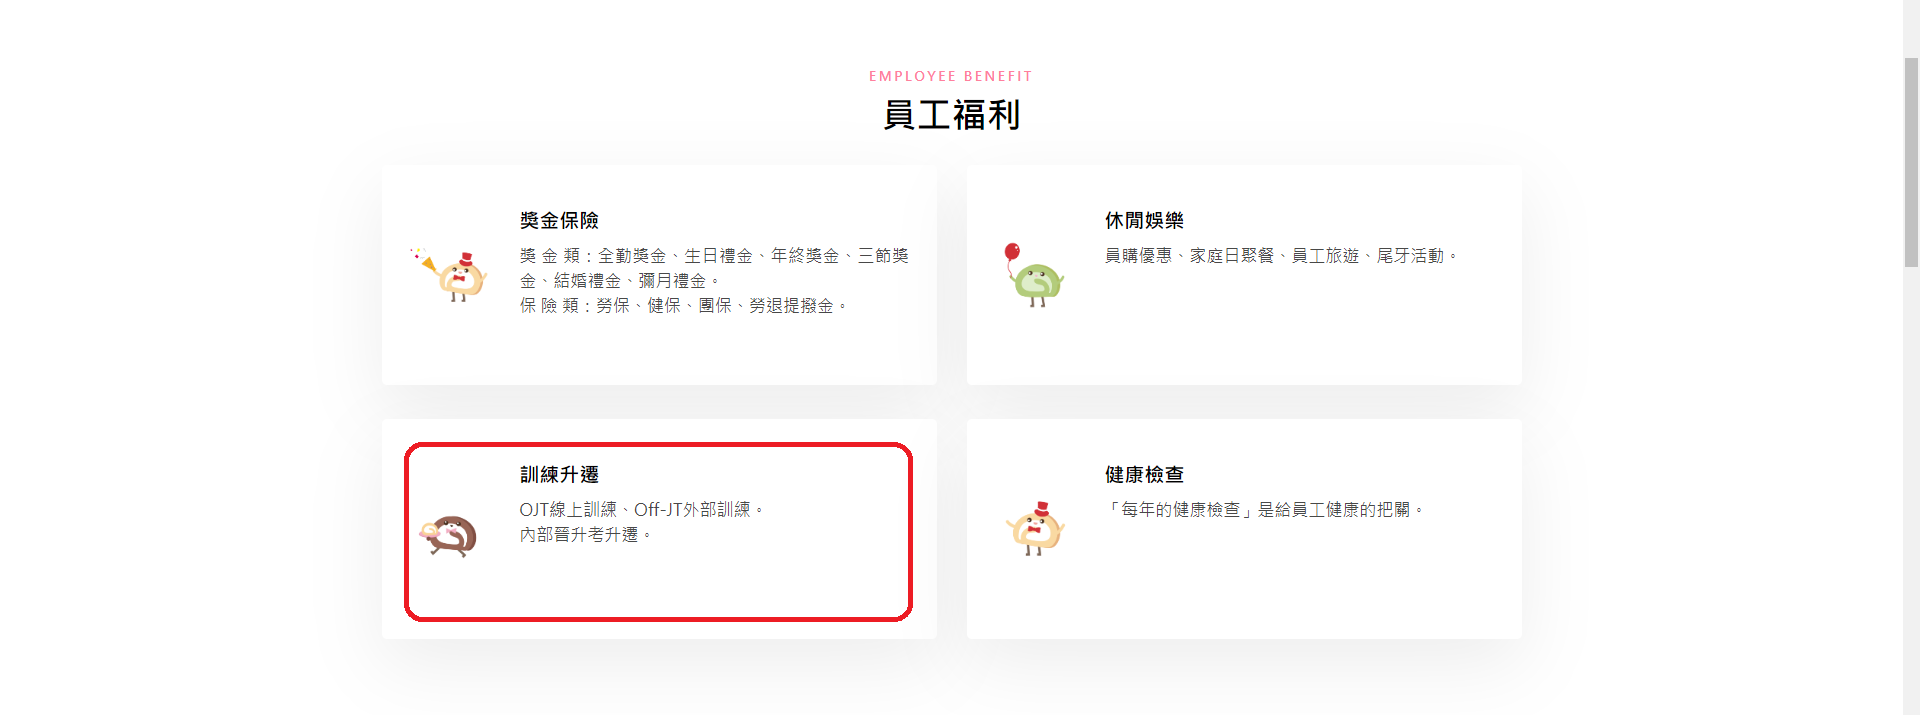 EMPLOYEE BENEFIT
員工福利
獎金保險
獎 金 類：全勤獎金、生日禮金、年終獎金、三節獎
金、結婚禮金、彌月禮金。
保 險 類：勞保、健保、團保、勞退提撥金。
休閒娛樂
員購優惠、家庭日聚餐、員工旅遊、尾牙活動。
訓練升遷
OJT線上訓練、Off-JT外部訓練。
內部晉升考升遷。
健康檢查
「每年的健康檢查」是給員工健康的把關。